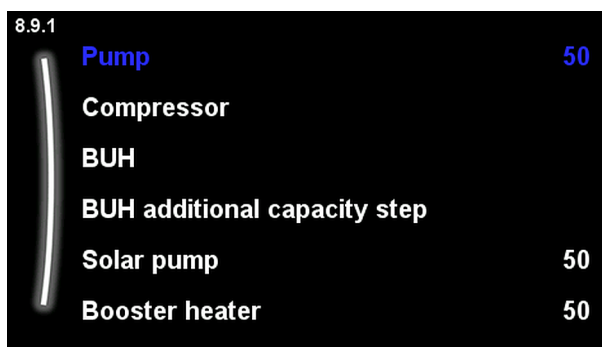 8.9.1
Pump 50
Compressor
BUH
BUH additional capacity step
Solar pump 50
Booster heater 50